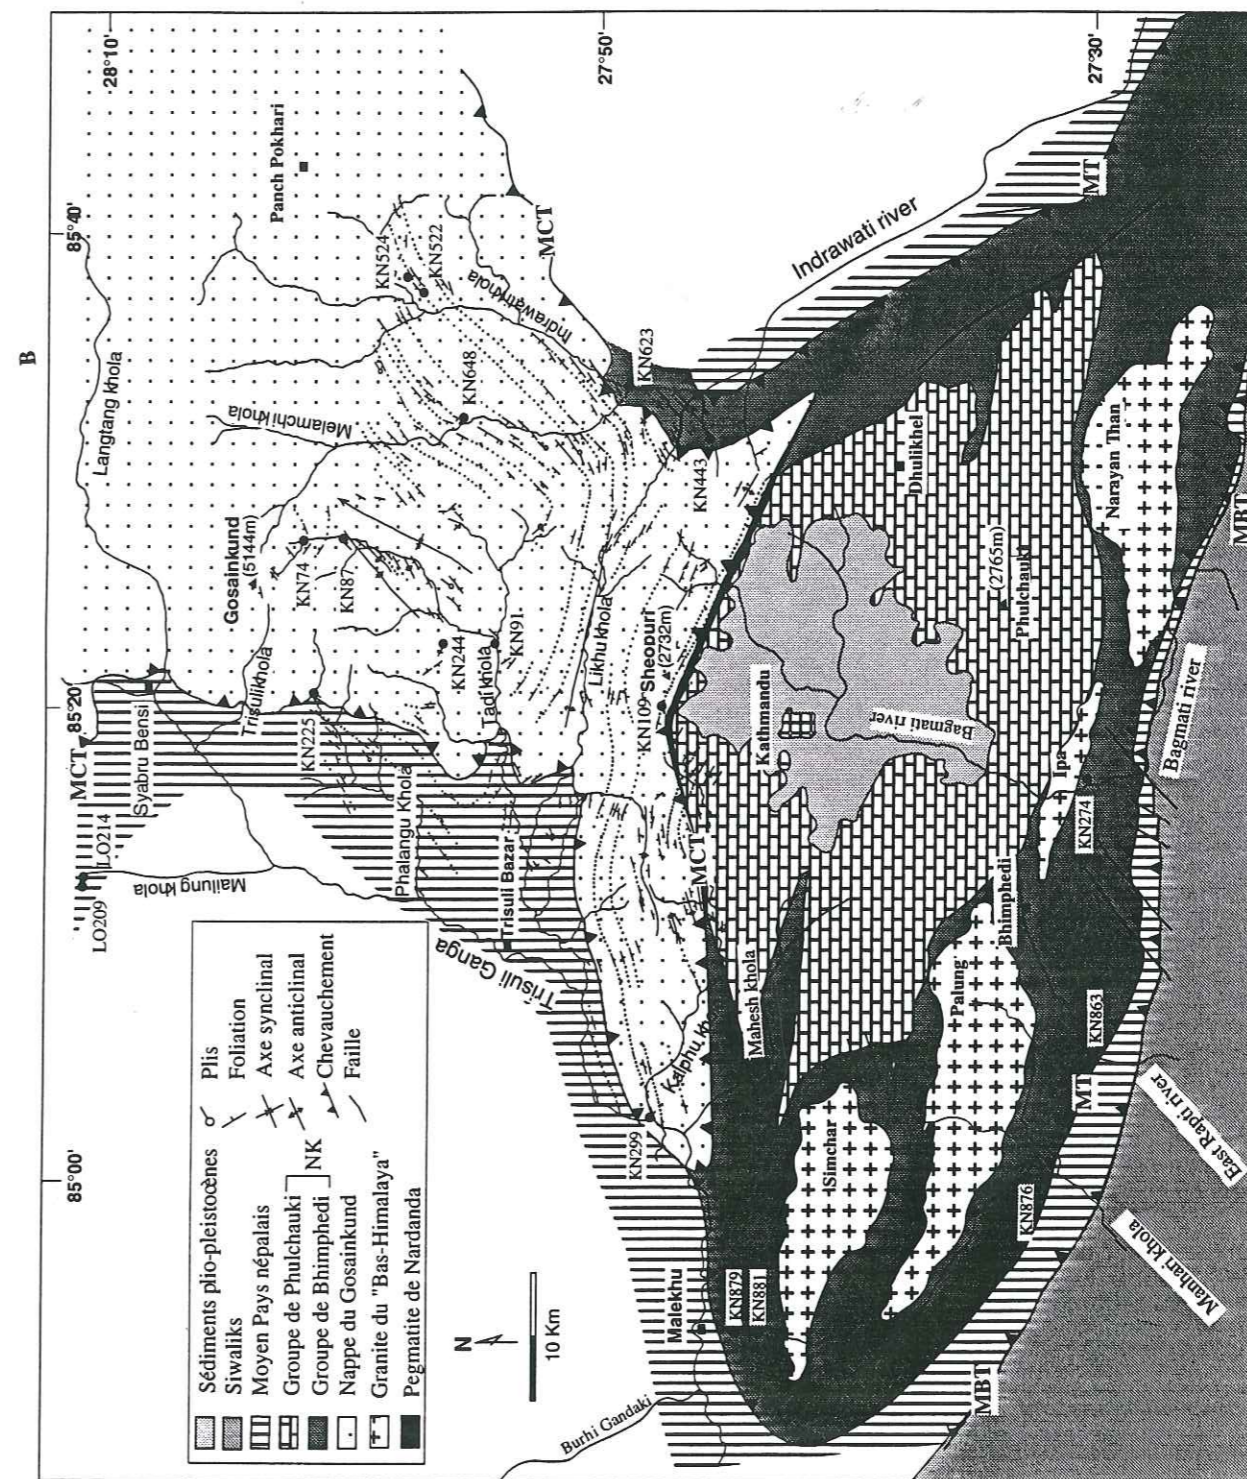 B
85°00'
85°20'
85°40'
28°10'
27°50'
27°30'
Sédiments plio-pleistocènes
Siwaliks
Moyen Pays népalais
Groupe de Phulchauki
Groupe de Bhimphedi
NK
Nappe du Gosainkund
Granite du "Bas-Himalaya"
Pegmatite de Nardanda
Plis
Foliation
Axe synclinal
Axe anticlinal
Chevauchement
Faille
N
10 Km
LO209
LO214
MCT
Syabru Bensi
Langtang khola
Mailung khola
Trisuli khola
Gosainkund
(5144m)
Panch Pokhari
KN225
KN74
KN87
Melamchi khola
KN524
KN522
Phalangu Khola
KN244
KN648
Indrawati khola
Trisuli Ganga
Trisuli Bazar
Tadi khola
KN91
MCT
Likhu khola
KN299
Kalphu kh
KN109
Sheopuri
(2732m)
KN623
KN443
Indrawati river
MCT
Malekhu
Mahesh khola
KN879
KN881
Burhi Gandaki
Kathmandu
Bagmati river
Dhulikhel
Simchar
Phulchauki
(2765m)
Palung
Bhimphedi
Ipa
KN274
Narayan Than
MT
MBT
KN876
MT
KN863
Manhari khola
East Rapti river
Bagmati river
MBT